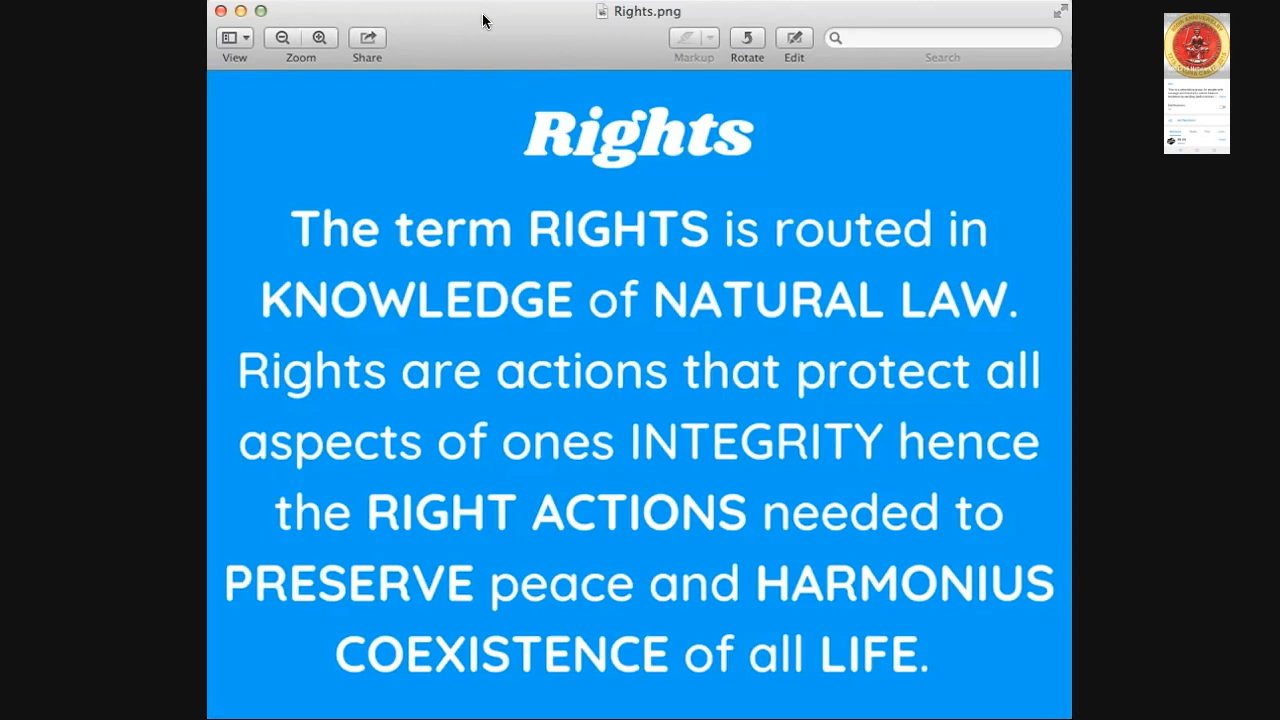 Rights.png
View
Zoom
Share
Markup
Rotate
Edit
Search
Rights
The term RIGHTS is routed in
KNOWLEDGE of NATURAL LAW.
Rights are actions that protect all
aspects of ones INTEGRITY hence
the RIGHT ACTIONS needed to
PRESERVE peace and HARMONIUS
COEXISTENCE of all LIFE.